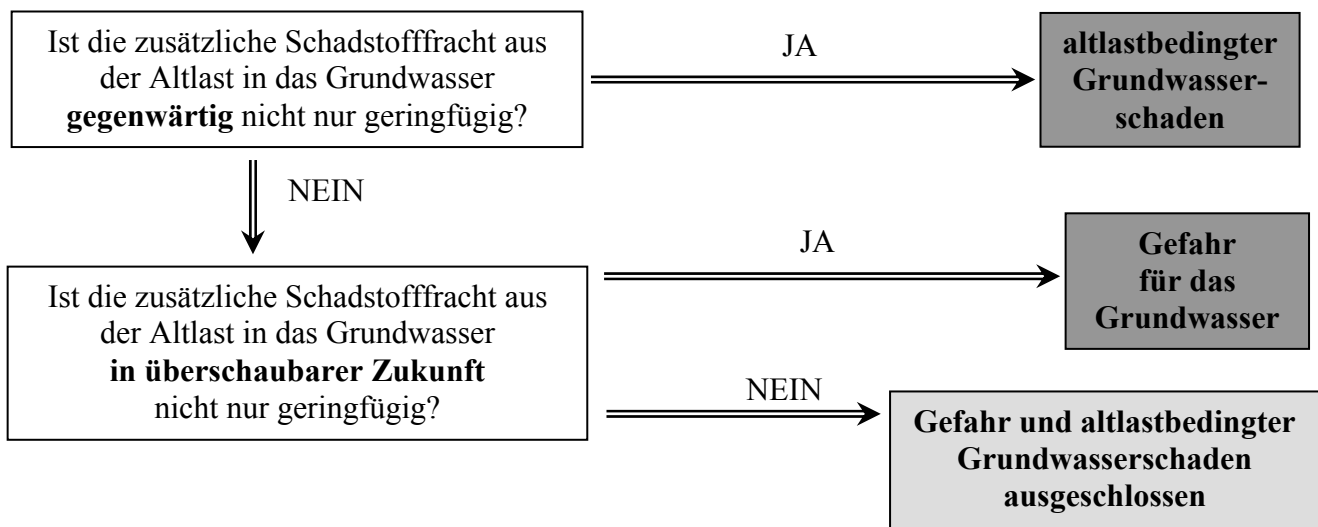 Ist die zusätzliche Schadstofffracht aus
der Altlast in das Grundwasser
gegenwärtig nicht nur geringfügig?
JA
altlastbedingter
Grundwasser-
schaden
NEIN
Ist die zusätzliche Schadstofffracht aus
der Altlast in das Grundwasser
in überschaubarer Zukunft
nicht nur geringfügig?
JA
Gefahr
für das
Grundwasser
NEIN
Gefahr und altlastbedingter
Grundwasserschaden
ausgeschlossen